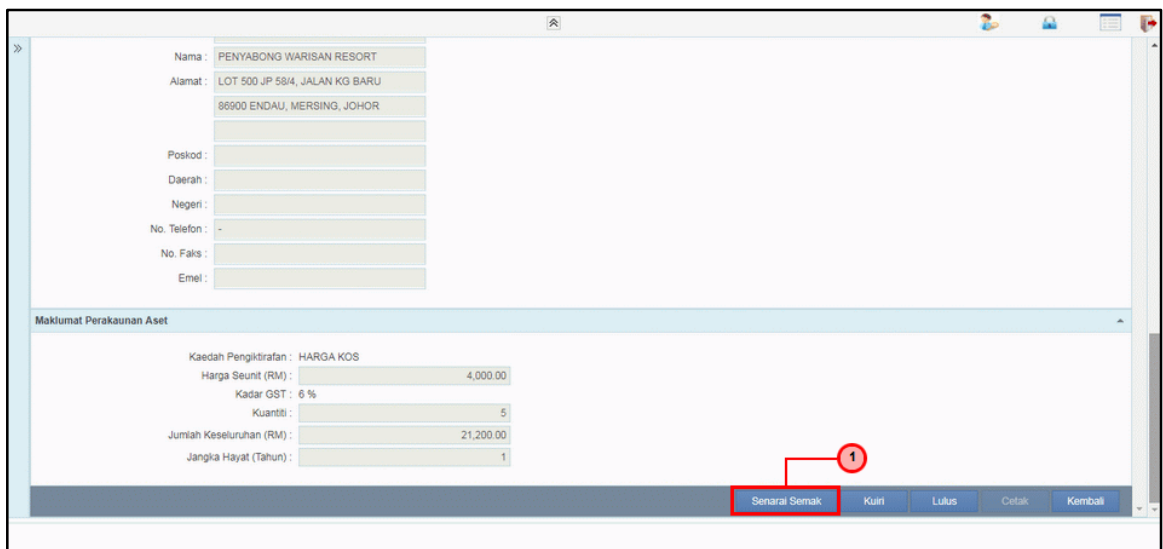 Nama : PENYABONG WARISAN RESORT
Alamat : LOT 500 JP 58/4, JALAN KG BARU
86900 ENDAU, MERSING, JOHOR
Poskod :
Daerah :
Negeri :
No. Telefon : -
No. Faks :
Emel :
Maklumat Perakaunan Aset
Kaedah Pengiktirafan : HARGA KOS
Harga Seunit (RM) : 4,000.00
Kadar GST : 6 %
Kuantiti : 5
Jumlah Keseluruhan (RM) : 21,200.00
Jangka Hayat (Tahun) : 1
1
Senarai Semak Kuiri Lulus Cetak Kembali